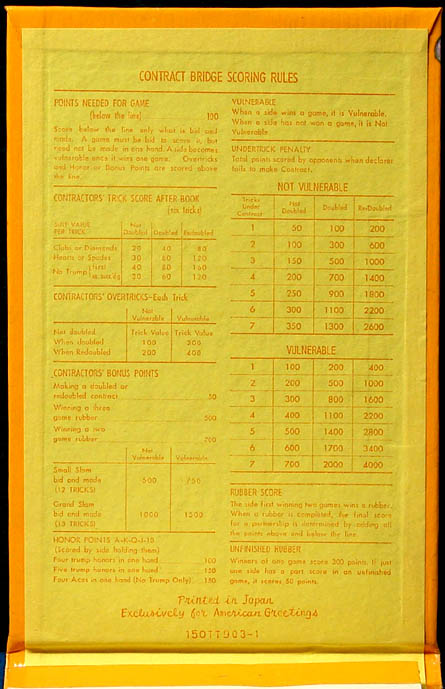 CONTRACT BRIDGE SCORING RULES
POINTS NEEDED FOR GAME
(below the line) 100
Score below the line only what is bid and
made. A game must be bid to score it, but
need not be made in one hand. A side becomes
vulnerable once it wins one game. Overtricks
and Honor or Bonus Points are scored above
the line.
CONTRACTORS' TRICK SCORE AFTER BOOK
(six tricks)
SUIT VALUE PER TRICK Not Doubled Doubled Redoubled
Clubs or Diamonds 20 40 80
Hearts or Spades 30 60 120
No Trump (first) 40 80 160
30 60 120
CONTRACTORS' OVERTRICKS—Each Trick
Not Vulnerable Vulnerable
Not doubled Trick Value Trick Value
When doubled 100 200
When Redoubled 200 400
CONTRACTORS' BONUS POINTS
Making a doubled or
redoubled contract 50
Winning a three
game rubber 500
Winning a two
game rubber 700
Not Vulnerable Vulnerable
Small Slam
bid and made 500 750
(12 TRICKS)
Grand Slam
bid and made 1000 1500
(13 TRICKS)
HONOR POINTS A-K-Q-J-10
(Scored by side holding them)
Four trump honors in one hand 100
Five trump honors in one hand 150
Four Aces in one hand (No Trump Only) 150
VULNERABLE
When a side wins a game, it is Vulnerable.
When a side has not won a game, it is Not
Vulnerable
UNDERTRICK PENALTY
Total points scored by opponents when declarer
fails to make Contract.
NOT VULNERABLE
Tricks Under Contract Not Doubled Doubled ReDoubled
1 50 100 200
2 100 300 600
3 150 500 1000
4 200 700 1400
5 250 900 1800
6 300 1100 2200
7 350 1300 2600
VULNERABLE
1 100 200 400
2 200 500 1000
3 300 800 1600
4 400 1100 2200
5 500 1400 2800
6 600 1700 3400
7 700 2000 4000
RUBBER SCORE
The side first winning two games wins a rubber.
When a rubber is completed, the final score
for a partnership is determined by adding all
the points above and below the line.
UNFINISHED RUBBER
Winners of one game score 300 points. If just
one side has a part score in an unfinished
game, it scores 50 points.
Printed in Japan
Exclusively for American Greetings
150TT903-1